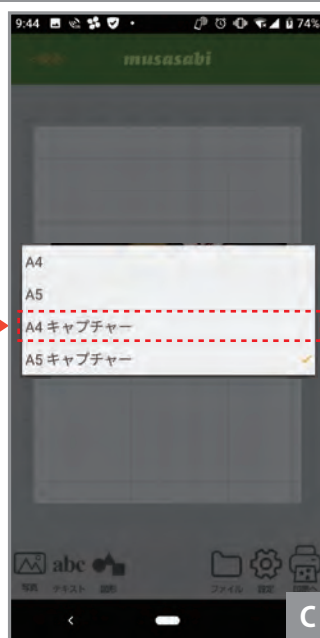 9:44 74%
musasabi
A4
A5
A4 キャプチャー
A5 キャプチャー
abc
写真 テキスト 図形 ファイル 設定
C